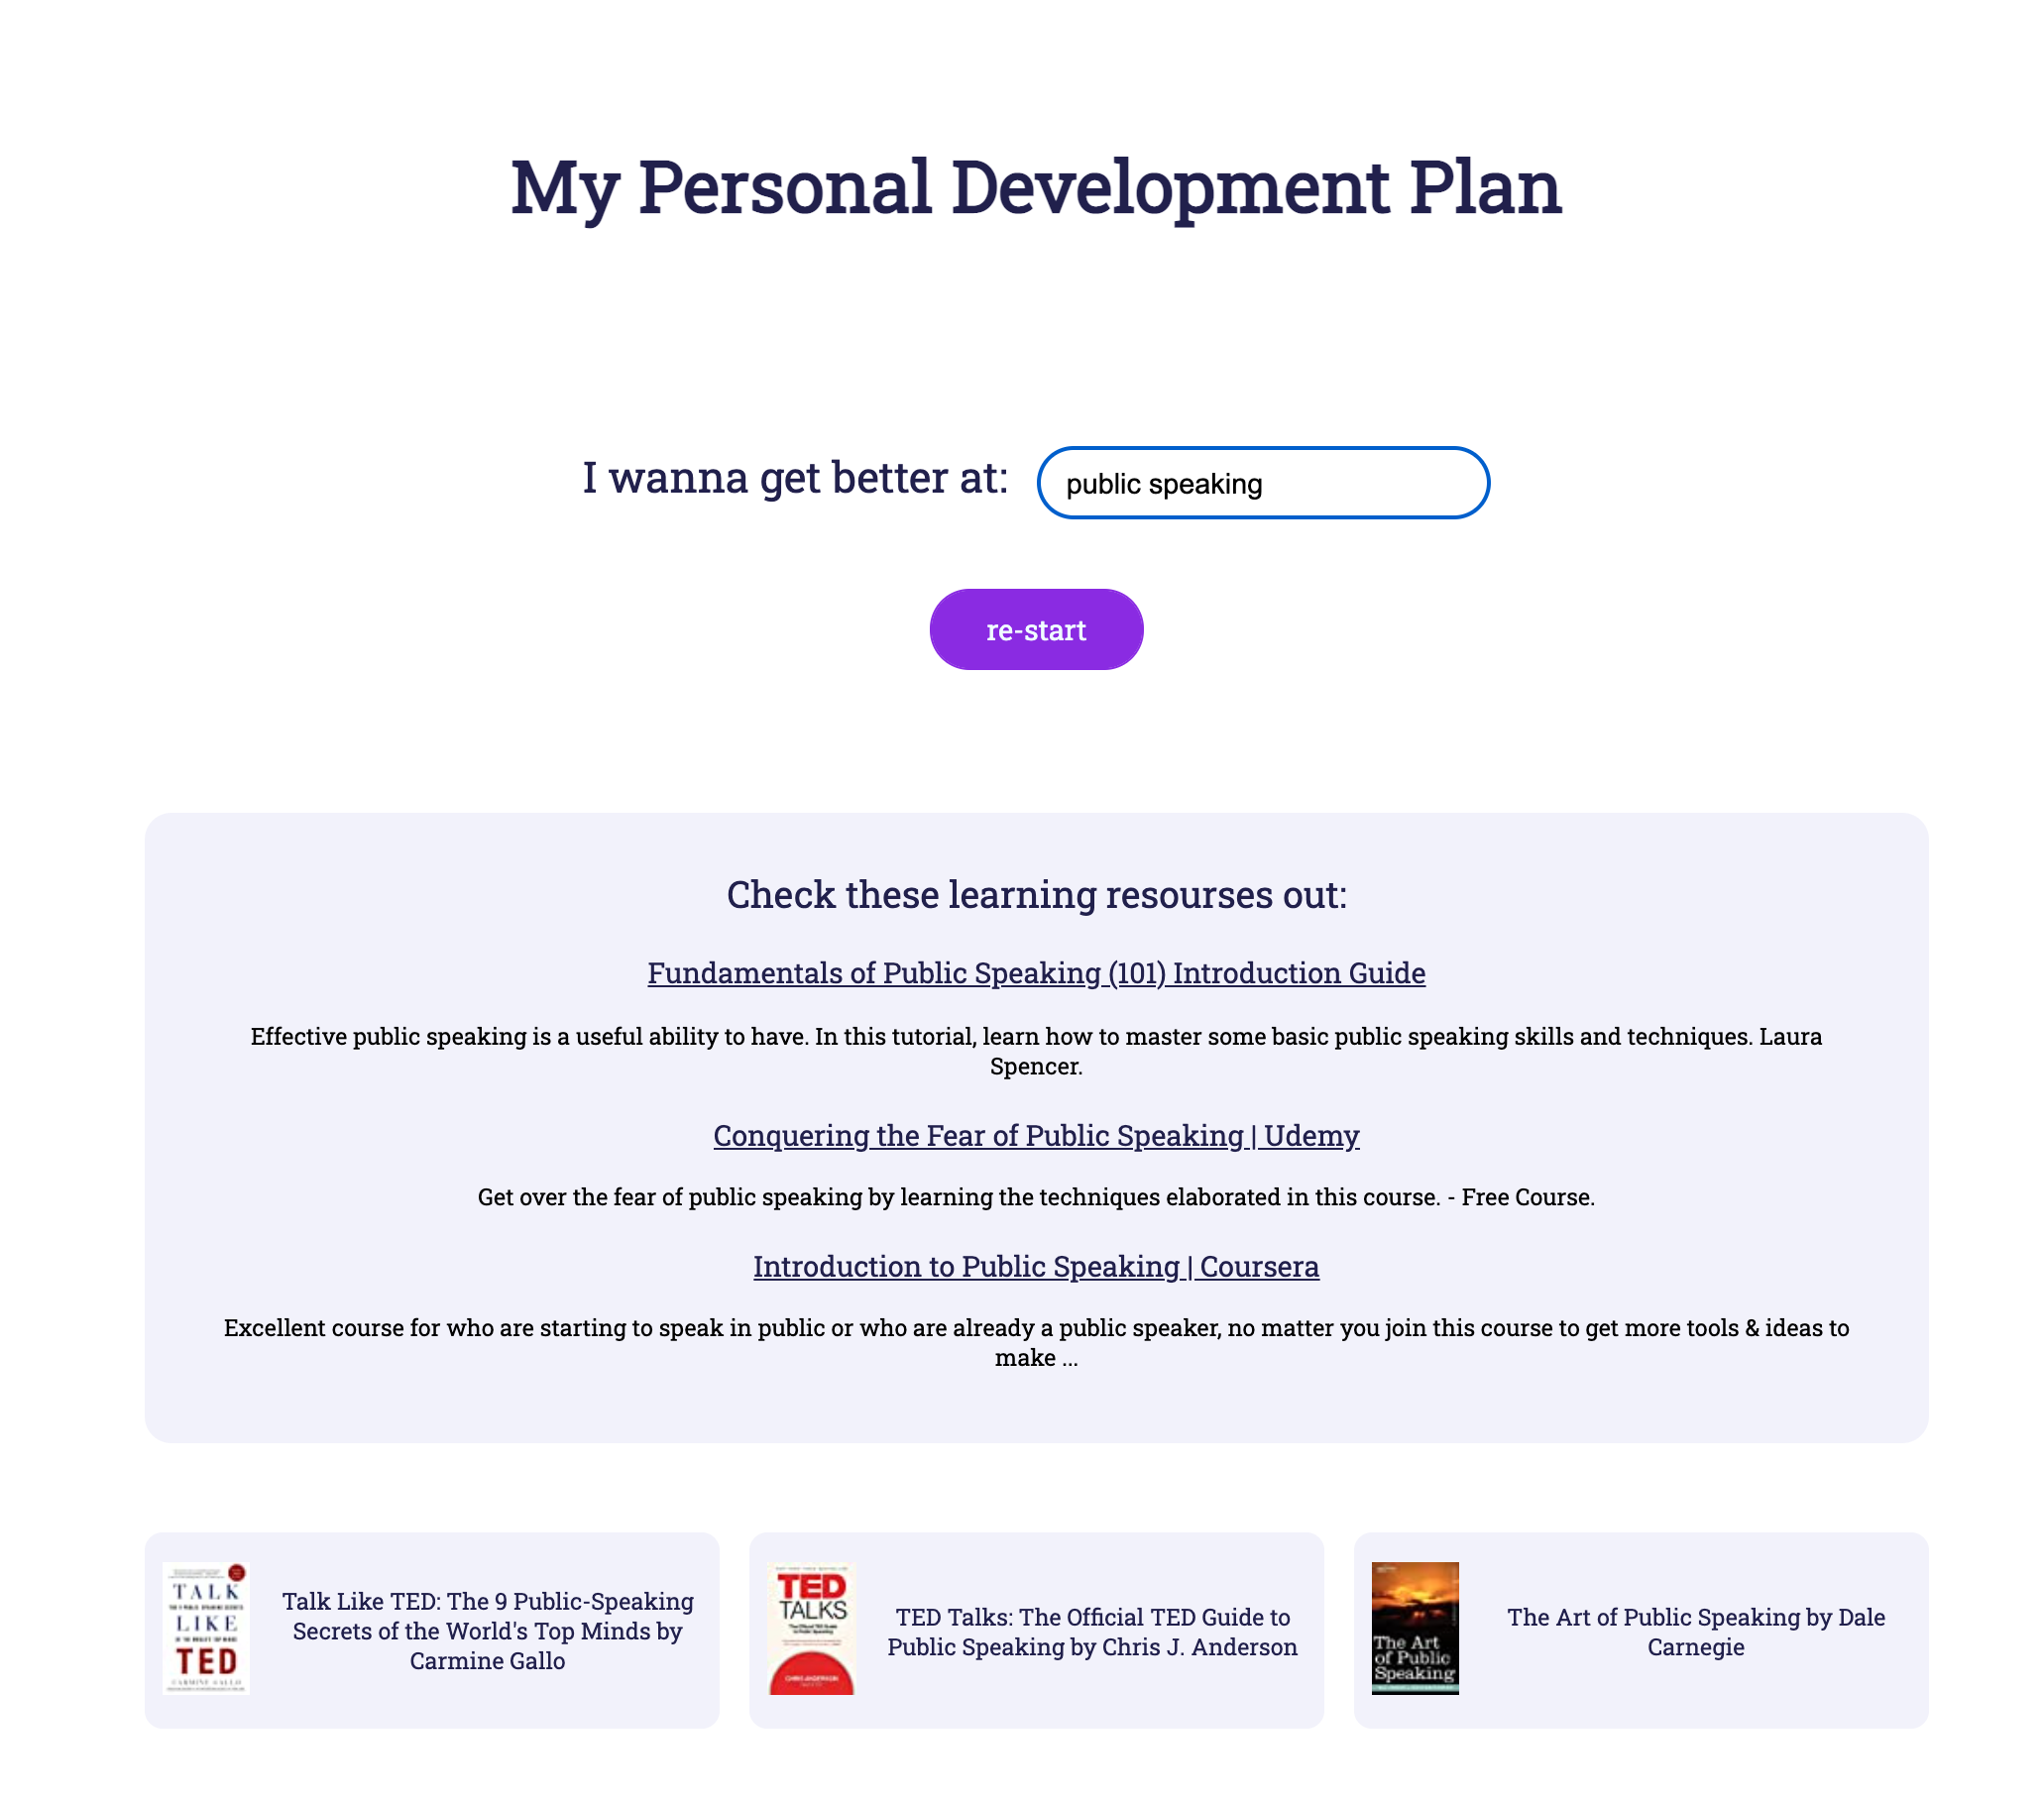 My Personal Development Plan
I wanna get better at:
public speaking
re-start
Check these learning resourses out:
Fundamentals of Public Speaking (101) Introduction Guide
Effective public speaking is a useful ability to have. In this tutorial, learn how to master some basic public speaking skills and techniques. Laura
Spencer.
Conquering the Fear of Public Speaking | Udemy
Get over the fear of public speaking by learning the techniques elaborated in this course. - Free Course.
Introduction to Public Speaking | Coursera
Excellent course for who are starting to speak in public or who are already a public speaker, no matter you join this course to get more tools & ideas to
make ...
TALK
LIKE
TED
CARMINE GALLO
Talk Like TED: The 9 Public-Speaking
Secrets of the World's Top Minds by
Carmine Gallo
TED
TALKS
The Official TED Guide
to Public Speaking
CHRIS ANDERSON
TED Talks: The Official TED Guide to
Public Speaking by Chris J. Anderson
The Art
of Public
Speaking
The Art of Public Speaking by Dale
Carnegie